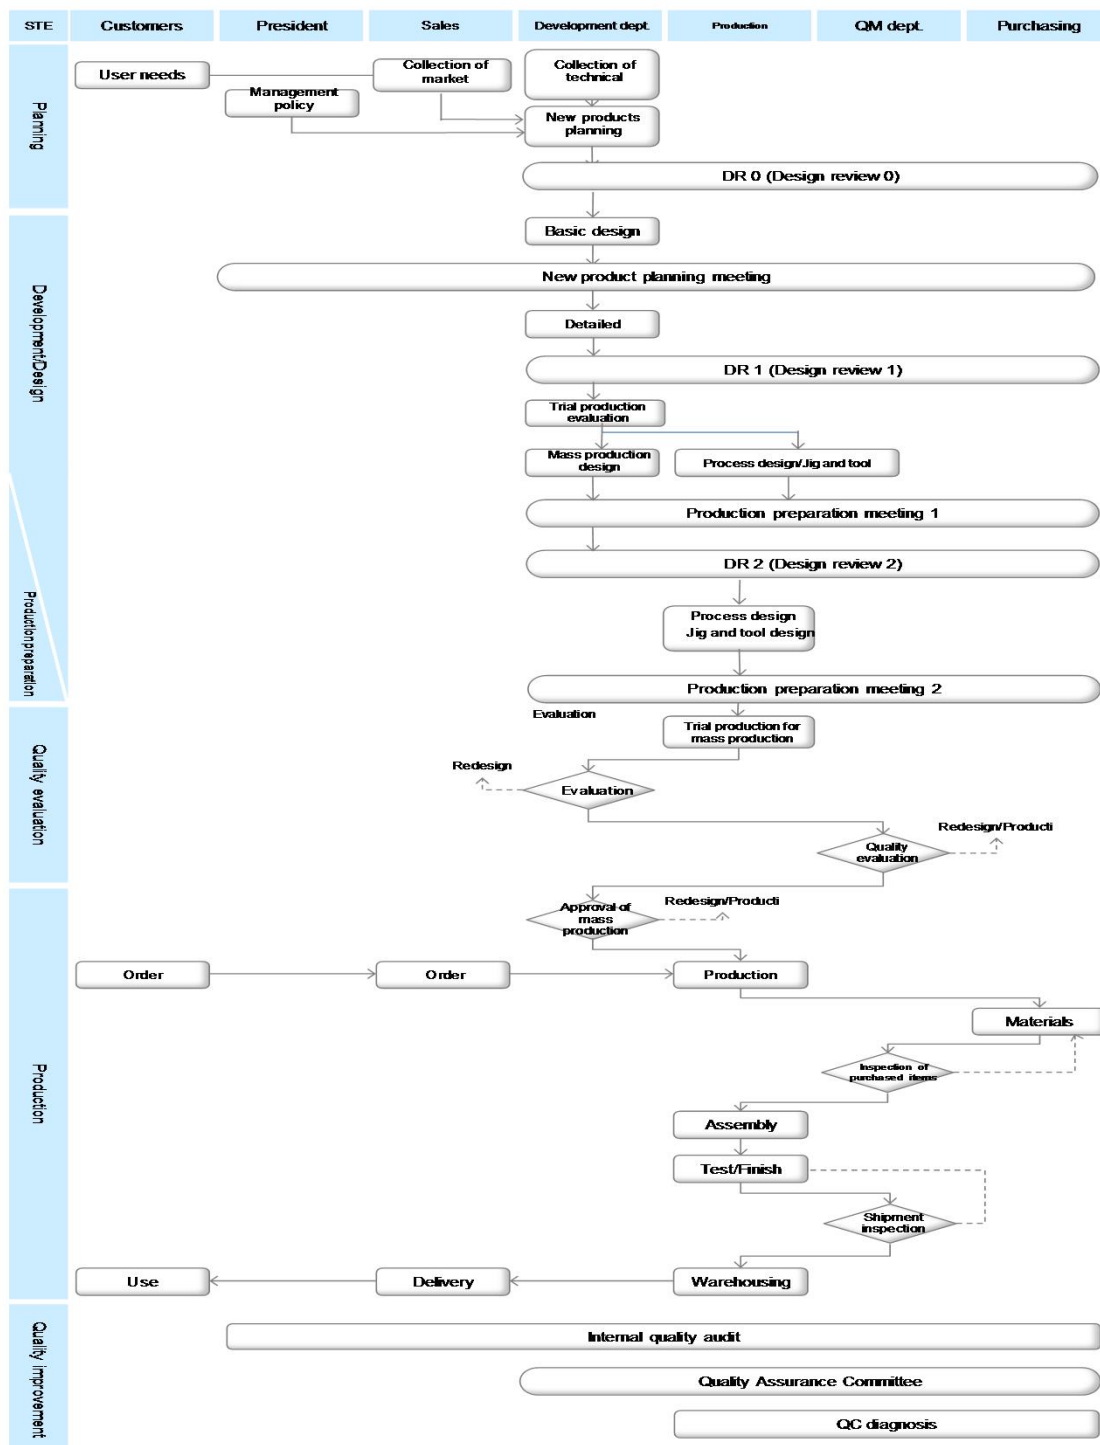 STE
Customers
President
Sales
Development dept.
Production
QM dept.
Purchasing
Planning
User needs
Collection of
market
Collection of
technical
Management
policy
New products
planning
DR 0 (Design review 0)
Development/Design
Basic design
New product planning meeting
Detailed
DR 1 (Design review 1)
Trial production
evaluation
Mass production
design
Process design/Jig and tool
Production preparation meeting 1
DR 2 (Design review 2)
Production preparation
Process design
Jig and tool design
Production preparation meeting 2
Quality evaluation
Evaluation
Trial production for
mass production
Redesign
Evaluation
Redesign/Producti
Quality
evaluation
Production
Approval of
mass
production
Redesign/Producti
Order
Order
Production
Materials
Inspection of
purchased items
Assembly
Test/Finish
Shipment
inspection
Use
Delivery
Warehousing
Quality improvement
Internal quality audit
Quality Assurance Committee
QC diagnosis